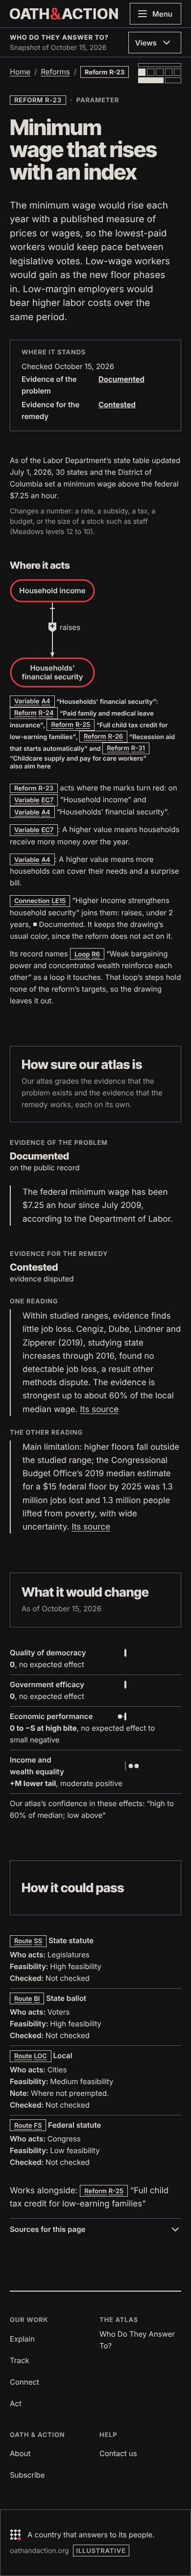 OATH&ACTION
Menu
WHO DO THEY ANSWER TO?
Snapshot of October 15, 2026
Views
Home / Reforms / Reform R-23
REFORM R-23 · PARAMETER
Minimum
wage that rises
with an index
The minimum wage would rise each
year with a published measure of
prices or workers' pay, so voters or
lawmakers would keep pace between
legislative votes. Low-wage workers
would gain as the new floor phases
in. Low-margin employers would
bear higher labor costs over the
same period.
WHERE IT STANDS
Checked October 15, 2026
Evidence of the
problem
Documented
Evidence for the
remedy
Contested
As of the Labor Department's state table updated
July 1, 2026, 30 states and the District of
Columbia set a minimum wage above the federal
$7.25 an hour.
Changes a number: a rate, a subsidy, a tax, a
budget, or the size of a stock such as staff
(Meadows levels 12 to 10).
Where it acts
Household income
raises
Households'
financial security
Variable A4 “Households’ financial security”:
Reform R-24 “Paid family and medical leave
insurance”, Reform R-25 “Full child tax credit for
low-earning families”, Reform R-26 “Recession aid
that starts automatically” and Reform R-31
“Childcare supply and pay for care workers”
also aim here
Reform R-23 acts where the marks turn red: on
Variable EC7 “Household income” and
Variable A4 “Households’ financial security”.
Variable EC7: A higher value means households
receive more money over the year.
Variable A4: A higher value means more
households can cover their needs and a surprise
bill.
Connection LE15 “Higher income strengthens
household security” joins them: raises, under 2
years, Documented. It keeps the drawing’s
usual color, since the reform does not act on it.
Its record names Loop R6 “Weak bargaining
power and concentrated wealth reinforce each
other” as a loop it touches. That loop’s steps hold
none of the reform’s targets, so the drawing
leaves it out.
How sure our atlas is
Our atlas grades the evidence that the
problem exists and the evidence that the
remedy works, each on its own.
EVIDENCE OF THE PROBLEM
Documented
on the public record
The federal minimum wage has been
$7.25 an hour since July 2009,
according to the Department of Labor.
EVIDENCE FOR THE REMEDY
Contested
evidence disputed
ONE READING
Within studied ranges, evidence finds
little job loss. Cengiz, Dube, Lindner and
Zipperer (2019), studying state
increases through 2016, found no
detectable job loss, a result other
methods dispute. The evidence is
strongest up to about 60% of the local
median wage. Its source
THE OTHER READING
Main limitation: higher floors fall outside
the studied range; the Congressional
Budget Office’s 2019 median estimate
for a $15 federal floor by 2025 was 1.3
million jobs lost and 1.3 million people
lifted from poverty, with wide
uncertainty. Its source
What it would change
As of October 15, 2026
Quality of democracy
0, no expected effect
Government efficacy
0, no expected effect
Economic performance
0 to −S at high bite, no expected effect to
small negative
Income and
wealth equality
+M lower tail, moderate positive
Our atlas’s confidence in these effects: “high to
60% of median; low above”
How it could pass
Route SS State statute
Who acts: Legislatures
Feasibility: High feasibility
Checked: Not checked
Route BI State ballot
Who acts: Voters
Feasibility: High feasibility
Checked: Not checked
Route LOC Local
Who acts: Cities
Feasibility: Medium feasibility
Note: Where not preempted.
Checked: Not checked
Route FS Federal statute
Who acts: Congress
Feasibility: Low feasibility
Checked: Not checked
Works alongside: Reform R-25 “Full child
tax credit for low-earning families”
Sources for this page
OUR WORK
Explain
Track
Connect
Act
THE ATLAS
Who Do They Answer
To?
OATH & ACTION
About
Subscribe
HELP
Contact us
A country that answers to its people.
oathandaction.org ILLUSTRATIVE